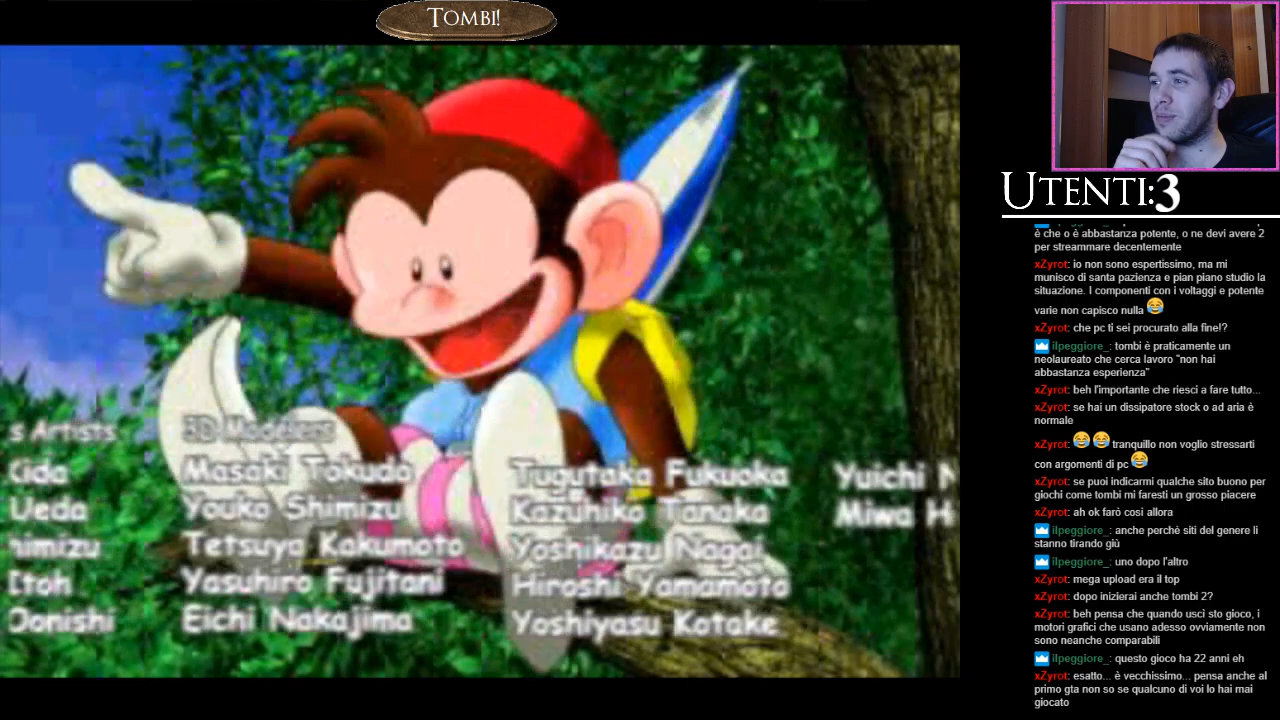 TOMBI!
s Artists
3D Modelers
Masaki Tokuda
Tugutaka Fukuoka
Yuichi
Ueda
Youko Shimizu
Kazuhiko Tanaka
Miwa H
Tetsuya Kakumoto
Yoshikazu Nagai
Itoh
Yasuhiro Fujitani
Hiroshi Yamamoto
Eichi Nakajima
Yoshiyasu Kotake
UTENTI:3
è che o è abbastanza potente, o ne devi avere 2
per streammare decentemente
xZyrot: io non sono espertissimo, ma mi
munisco di santa pazienza e pian piano studio la
situazione. I componenti con i voltaggi e potente
varie non capisco nulla 😂
xZyrot: che pc ti sei procurato alla fine!?
ilpeggiore_: tombi è praticamente un
neolaureato che cerca lavoro "non hai
abbastanza esperienza"
xZyrot: beh l'importante che riesci a fare tutto...
xZyrot: se hai un dissipatore stock o ad aria è
normale
xZyrot: 😂😂 tranquillo non voglio stressarti
con argomenti di pc 😂
xZyrot: se puoi indicarmi qualche sito buono per
giochi come tombi mi faresti un grosso piacere
xZyrot: ah ok farò cosi allora
ilpeggiore_: anche perchè siti del genere li
stanno tirando giù
ilpeggiore_: uno dopo l'altro
xZyrot: mega upload era il top
xZyrot: dopo inizierai anche tombi 2?
xZyrot: beh pensa che quando usci sto gioco, i
motori grafici che usano adesso ovviamente non
sono neanche comparabili
ilpeggiore_: questo gioco ha 22 anni eh
xZyrot: esatto... è vecchissimo... pensa anche al
primo gta non so se qualcuno di voi lo hai mai
giocato